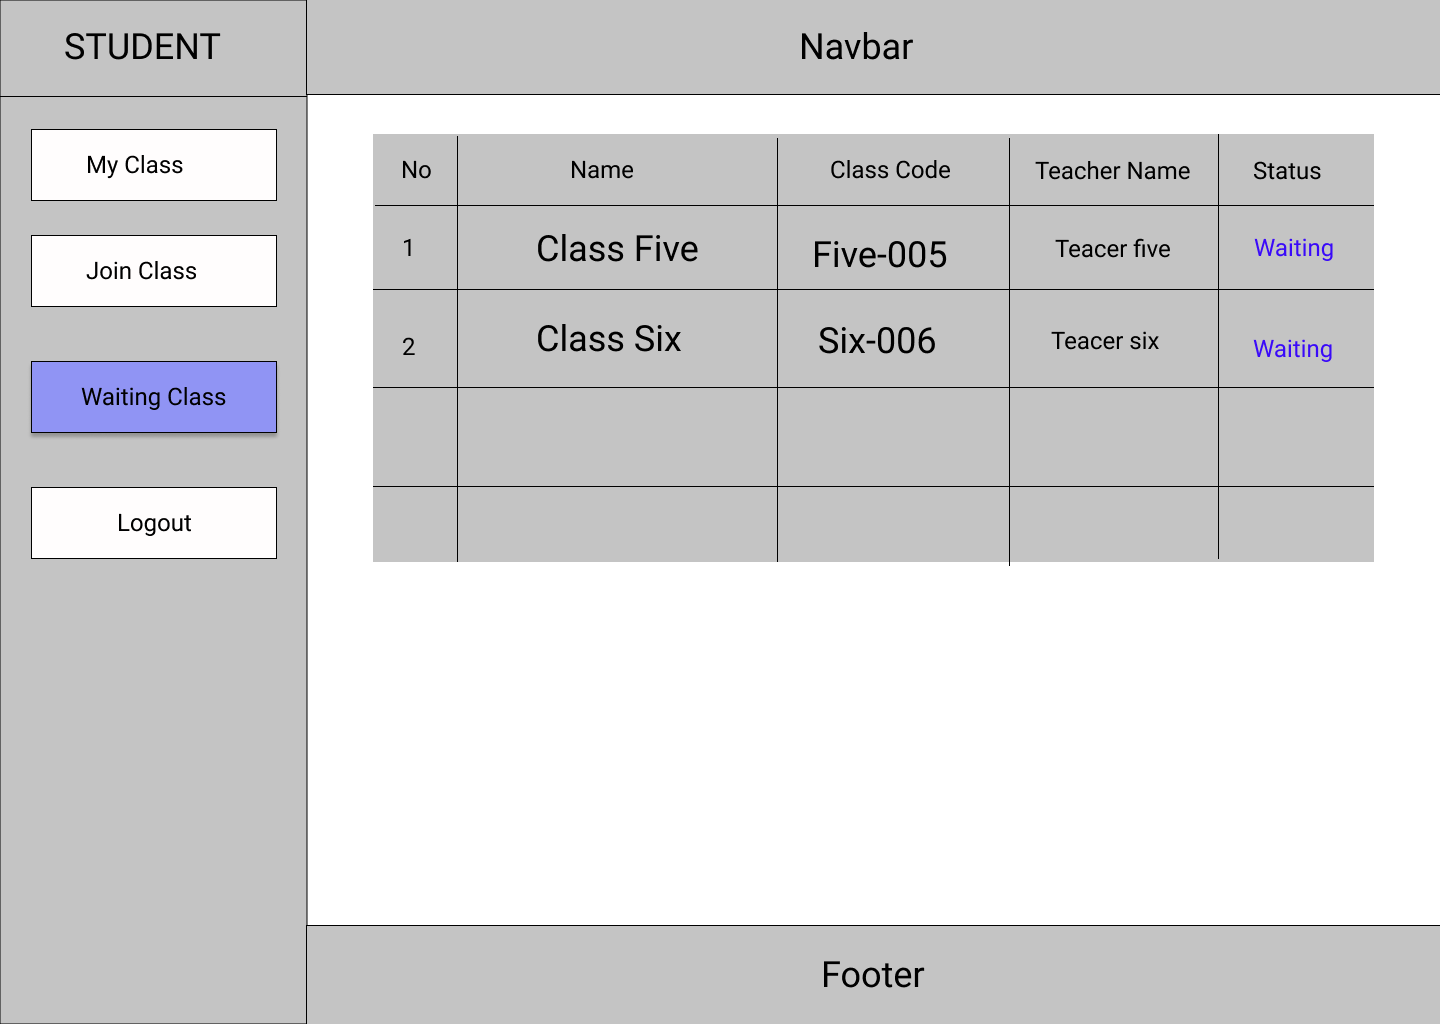 STUDENT
Navbar
My Class
Join Class
Waiting Class
Logout
No Name Class Code Teacher Name Status
1 Class Five Five-005 Teacer five Waiting
2 Class Six Six-006 Teacer six Waiting
Footer